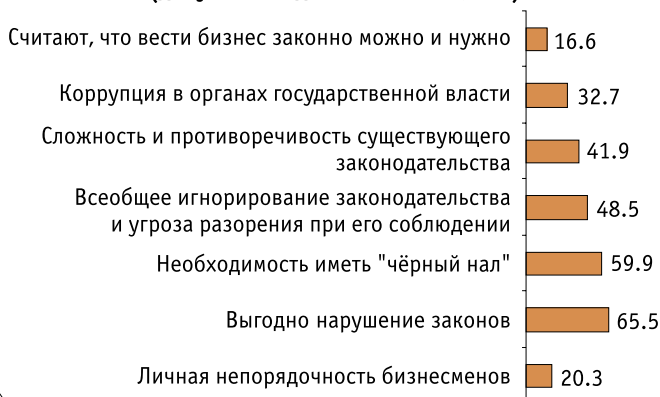 Считают, что вести бизнес законно можно и нужно 16.6
Коррупция в органах государственной власти 32.7
Сложность и противоречивость существующего
законодательства 41.9
Всеобщее игнорирование законодательства
и угроза разорения при его соблюдении 48.5
Необходимость иметь "чёрный нал" 59.9
Выгодно нарушение законов 65.5
Личная непорядочность бизнесменов 20.3